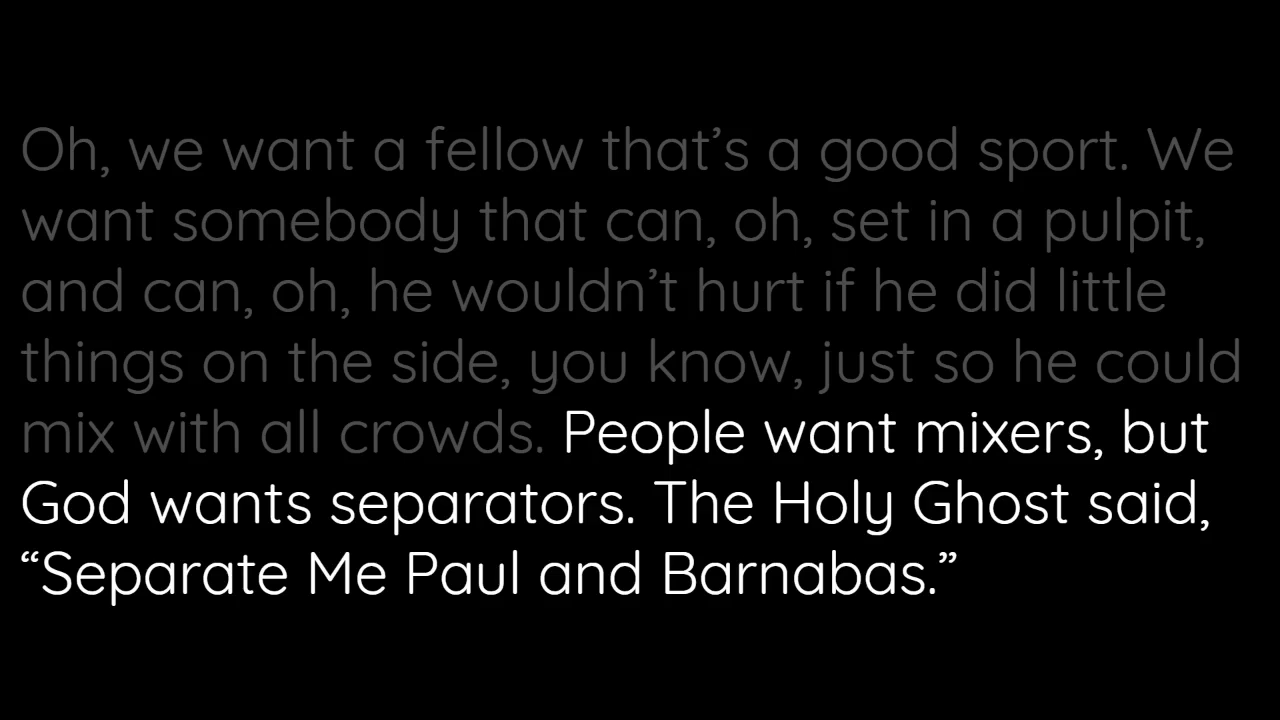 Oh, we want a fellow that’s a good sport. We
want somebody that can, oh, set in a pulpit,
and can, oh, he wouldn’t hurt if he did little
things on the side, you know, just so he could
mix with all crowds. People want mixers, but
God wants separators. The Holy Ghost said,
“Separate Me Paul and Barnabas.”